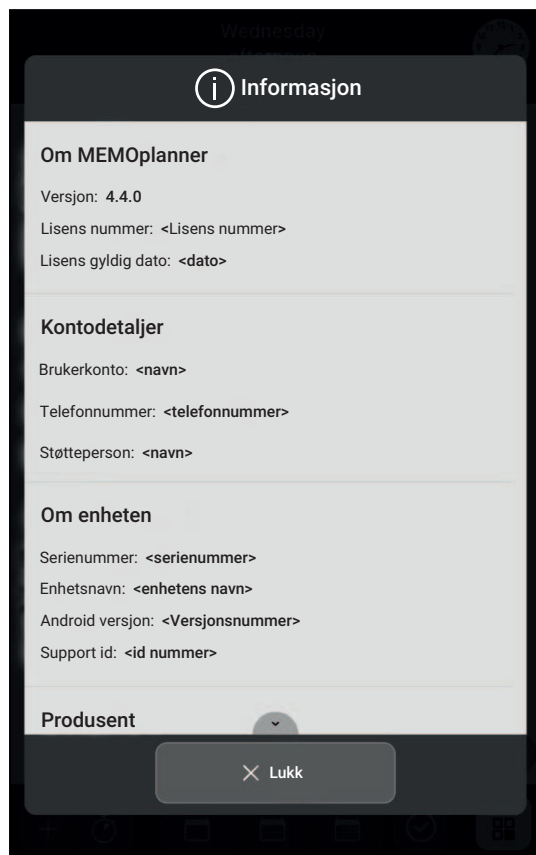 Wednesday
Informasjon
Om MEMOplanner
Versjon: 4.4.0
Lisens nummer: <Lisens nummer>
Lisens gyldig dato: <dato>
Kontodetaljer
Brukerkonto: <navn>
Telefonnummer: <telefonnummer>
Støtteperson: <navn>
Om enheten
Serienummer: <serienummer>
Enhetsnavn: <enhetens navn>
Android versjon: <Versjonsnummer>
Support id: <id nummer>
Produsent
Lukk